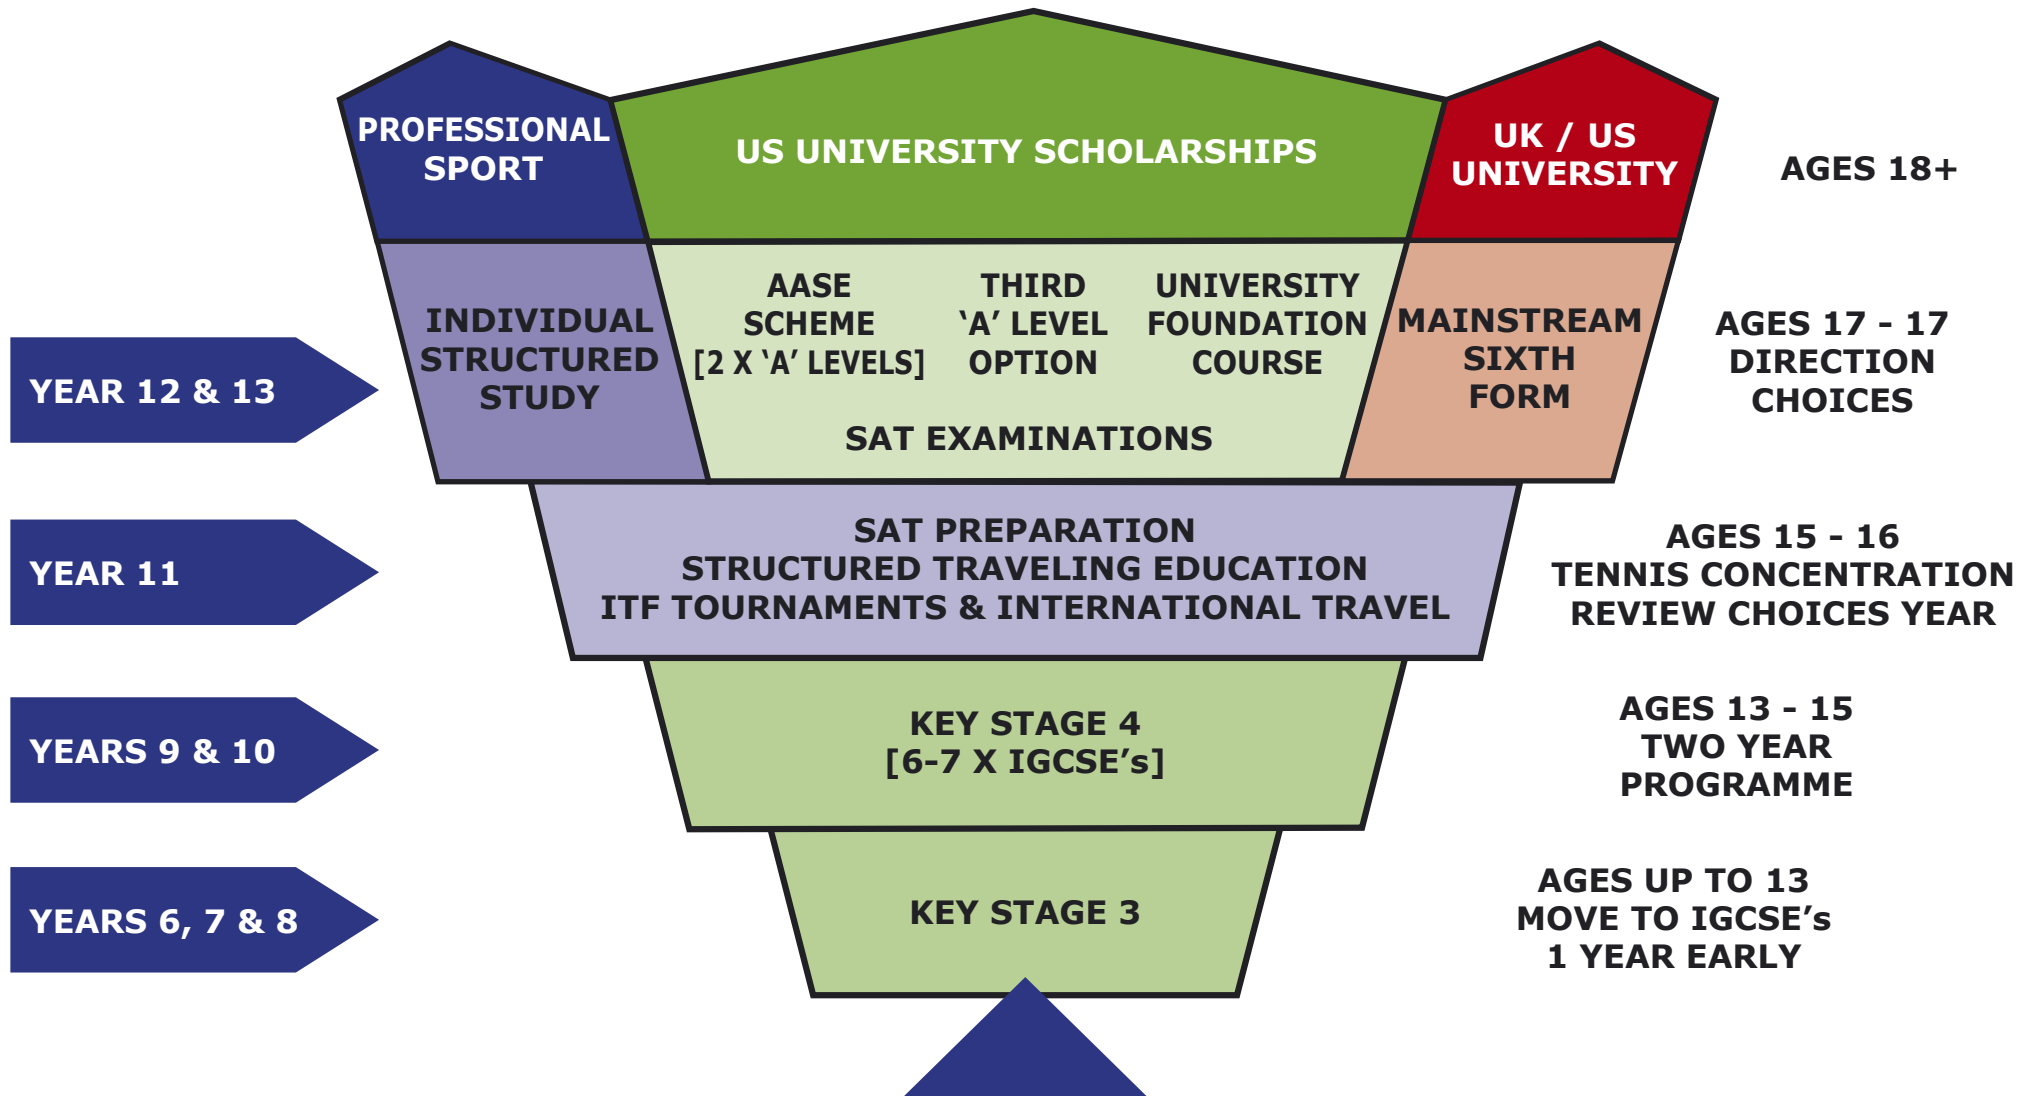 PROFESSIONAL
SPORT
US UNIVERSITY SCHOLARSHIPS
UK / US
UNIVERSITY
AGES 18+
YEAR 12 & 13
INDIVIDUAL
STRUCTURED
STUDY
AASE
SCHEME
[2 X ‘A’ LEVELS]
THIRD
‘A’ LEVEL
OPTION
UNIVERSITY
FOUNDATION
COURSE
SAT EXAMINATIONS
MAINSTREAM
SIXTH
FORM
AGES 17 - 17
DIRECTION
CHOICES
YEAR 11
SAT PREPARATION
STRUCTURED TRAVELING EDUCATION
ITF TOURNAMENTS & INTERNATIONAL TRAVEL
AGES 15 - 16
TENNIS CONCENTRATION
REVIEW CHOICES YEAR
YEARS 9 & 10
KEY STAGE 4
[6-7 X IGCSE’s]
AGES 13 - 15
TWO YEAR
PROGRAMME
YEARS 6, 7 & 8
KEY STAGE 3
AGES UP TO 13
MOVE TO IGCSE’s
1 YEAR EARLY